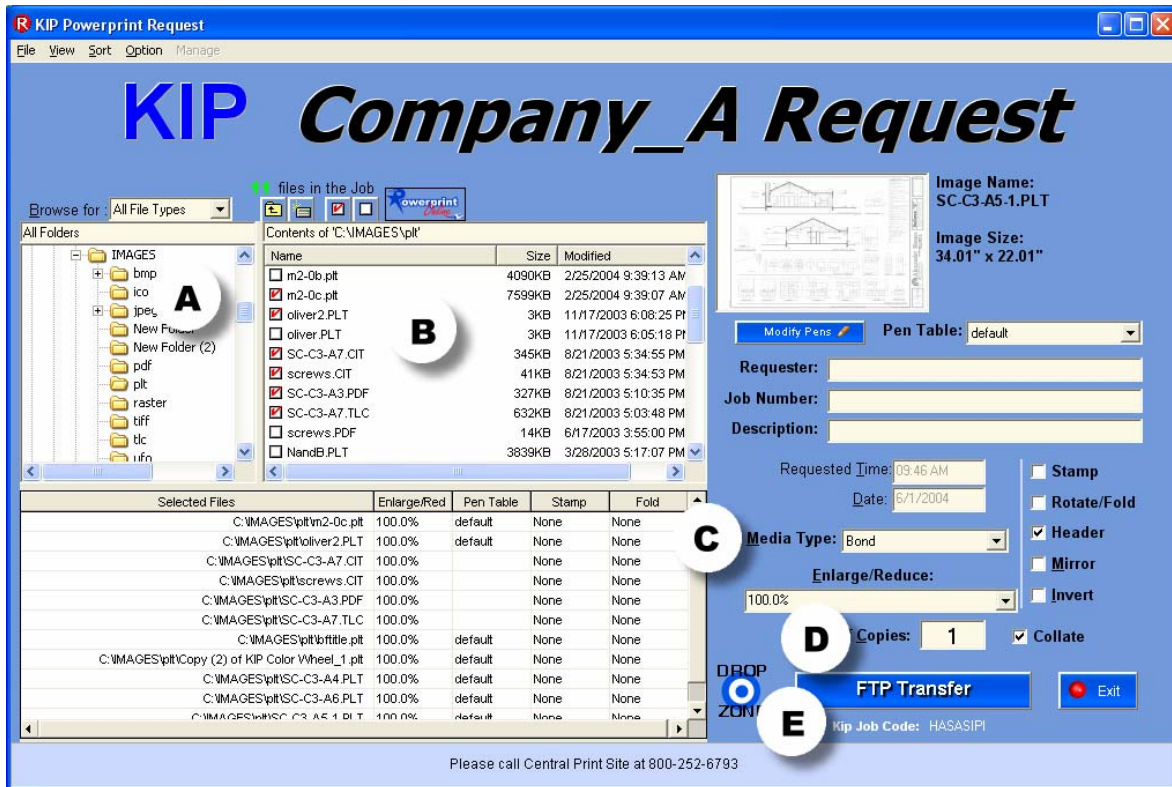 KIP Powerprint Request
File View Sort Option Manage
KIP Company_A Request
files in the Job
Powerprint
Online
Browse for : All File Types
All Folders
IMAGES
bmp
ico
jpeg
New Folder
New Folder (2)
pdf
plt
raster
tiff
tlc
ufo
A
Contents of 'C:\IMAGES\plt'
Name Size Modified
m2-0b.plt 4090KB 2/25/2004 9:39:13 AM
m2-0c.plt 7599KB 2/25/2004 9:39:07 AM
oliver2.PLT 3KB 11/17/2003 6:08:25 PM
oliver.PLT 3KB 11/17/2003 6:05:18 PM
SC-C3-A7.CIT 345KB 8/21/2003 5:34:55 PM
screws.CIT 41KB 8/21/2003 5:34:53 PM
SC-C3-A3.PDF 327KB 8/21/2003 5:10:35 PM
SC-C3-A7.TLC 632KB 8/21/2003 5:03:48 PM
screws.PDF 14KB 6/17/2003 3:55:00 PM
NandB.PLT 3839KB 3/28/2003 5:17:07 PM
B
Image Name:
SC-C3-A5-1.PLT
Image Size:
34.01" x 22.01"
Modify Pens Pen Table: default
Requester:
Job Number:
Description:
Requested Time: 09:46 AM
Date: 6/1/2004
Stamp
Rotate/Fold
Header
Mirror
Invert
C
Media Type: Bond
Enlarge/Reduce:
100.0%
D
Copies: 1 Collate
DROP
ZONE
E
FTP Transfer Exit
Kip Job Code: HASASIPI
Selected Files Enlarge/Red Pen Table Stamp Fold
C:\IMAGES\plt\m2-0c.plt 100.0% default None None
C:\IMAGES\plt\oliver2.PLT 100.0% default None None
C:\IMAGES\plt\SC-C3-A7.CIT 100.0% None None
C:\IMAGES\plt\screws.CIT 100.0% None None
C:\IMAGES\plt\SC-C3-A3.PDF 100.0% None None
C:\IMAGES\plt\SC-C3-A7.TLC 100.0% None None
C:\IMAGES\plt\bftitle.plt 100.0% default None None
C:\IMAGES\plt\Copy (2) of KIP Color Wheel_1.plt 100.0% default None None
C:\IMAGES\plt\SC-C3-A4.PLT 100.0% default None None
C:\IMAGES\plt\SC-C3-A6.PLT 100.0% default None None
C:\IMAGES\plt\SC-C3-A5-1.PLT 100.0% default None None
Please call Central Print Site at 800-252-6793